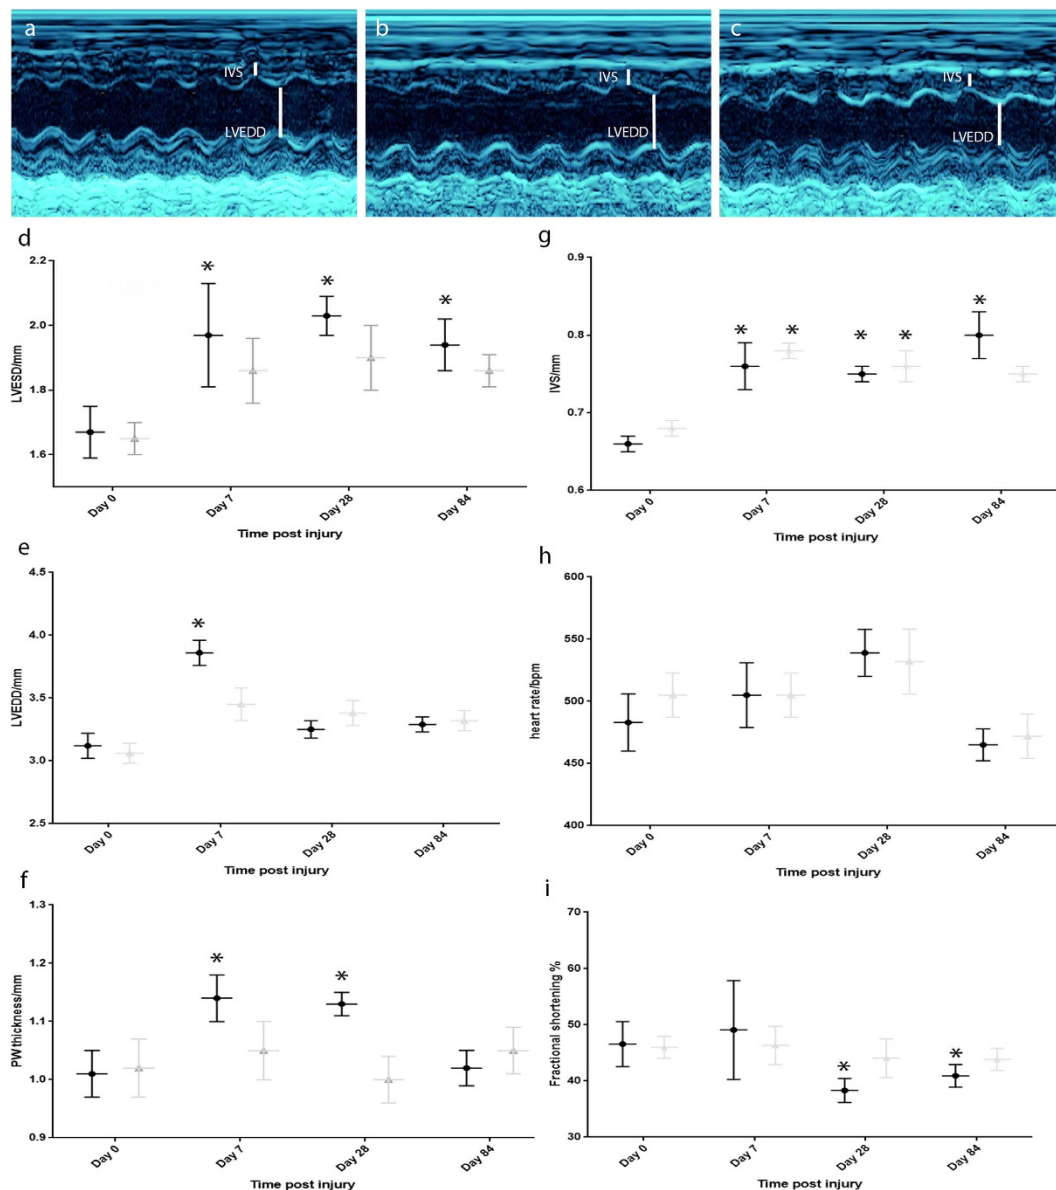 a
IVS
LVEDD
b
IVS
LVEDD
c
IVS
LVEDD
d
2.2
2.0
1.8
1.6
LVESD/mm
* * *
Day 0 Day 7 Day 28 Day 84
Time post injury
g
0.9
0.8
0.7
0.6
IVS/mm
* * * * *
Day 0 Day 7 Day 28 Day 84
Time post injury
e
4.5
4.0
3.5
3.0
2.5
LVEDD/mm
*
Day 0 Day 7 Day 28 Day 84
Time post injury
h
600
550
500
450
400
heart rate/bpm
Day 0 Day 7 Day 28 Day 84
Time post injury
f
1.3
1.2
1.1
1.0
0.9
PW thickness/mm
* *
Day 0 Day 7 Day 28 Day 84
Time post injury
i
70
60
50
40
30
Fractional shortening %
* *
Day 0 Day 7 Day 28 Day 84
Time post injury